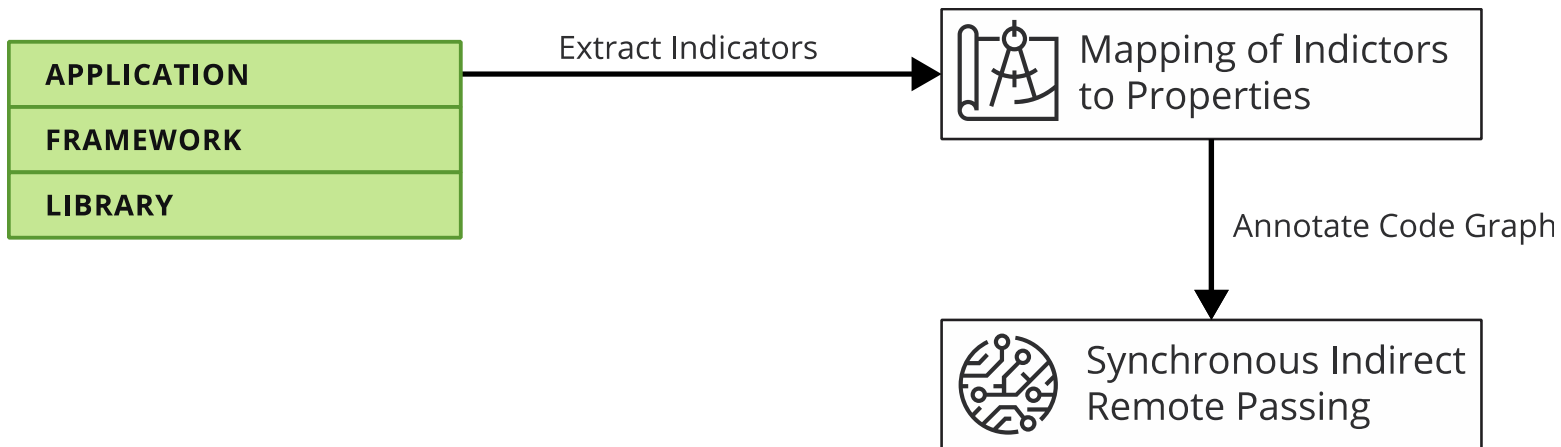 APPLICATION
FRAMEWORK
LIBRARY
Extract Indicators
Mapping of Indictors
to Properties
Annotate Code Graph
Synchronous Indirect
Remote Passing